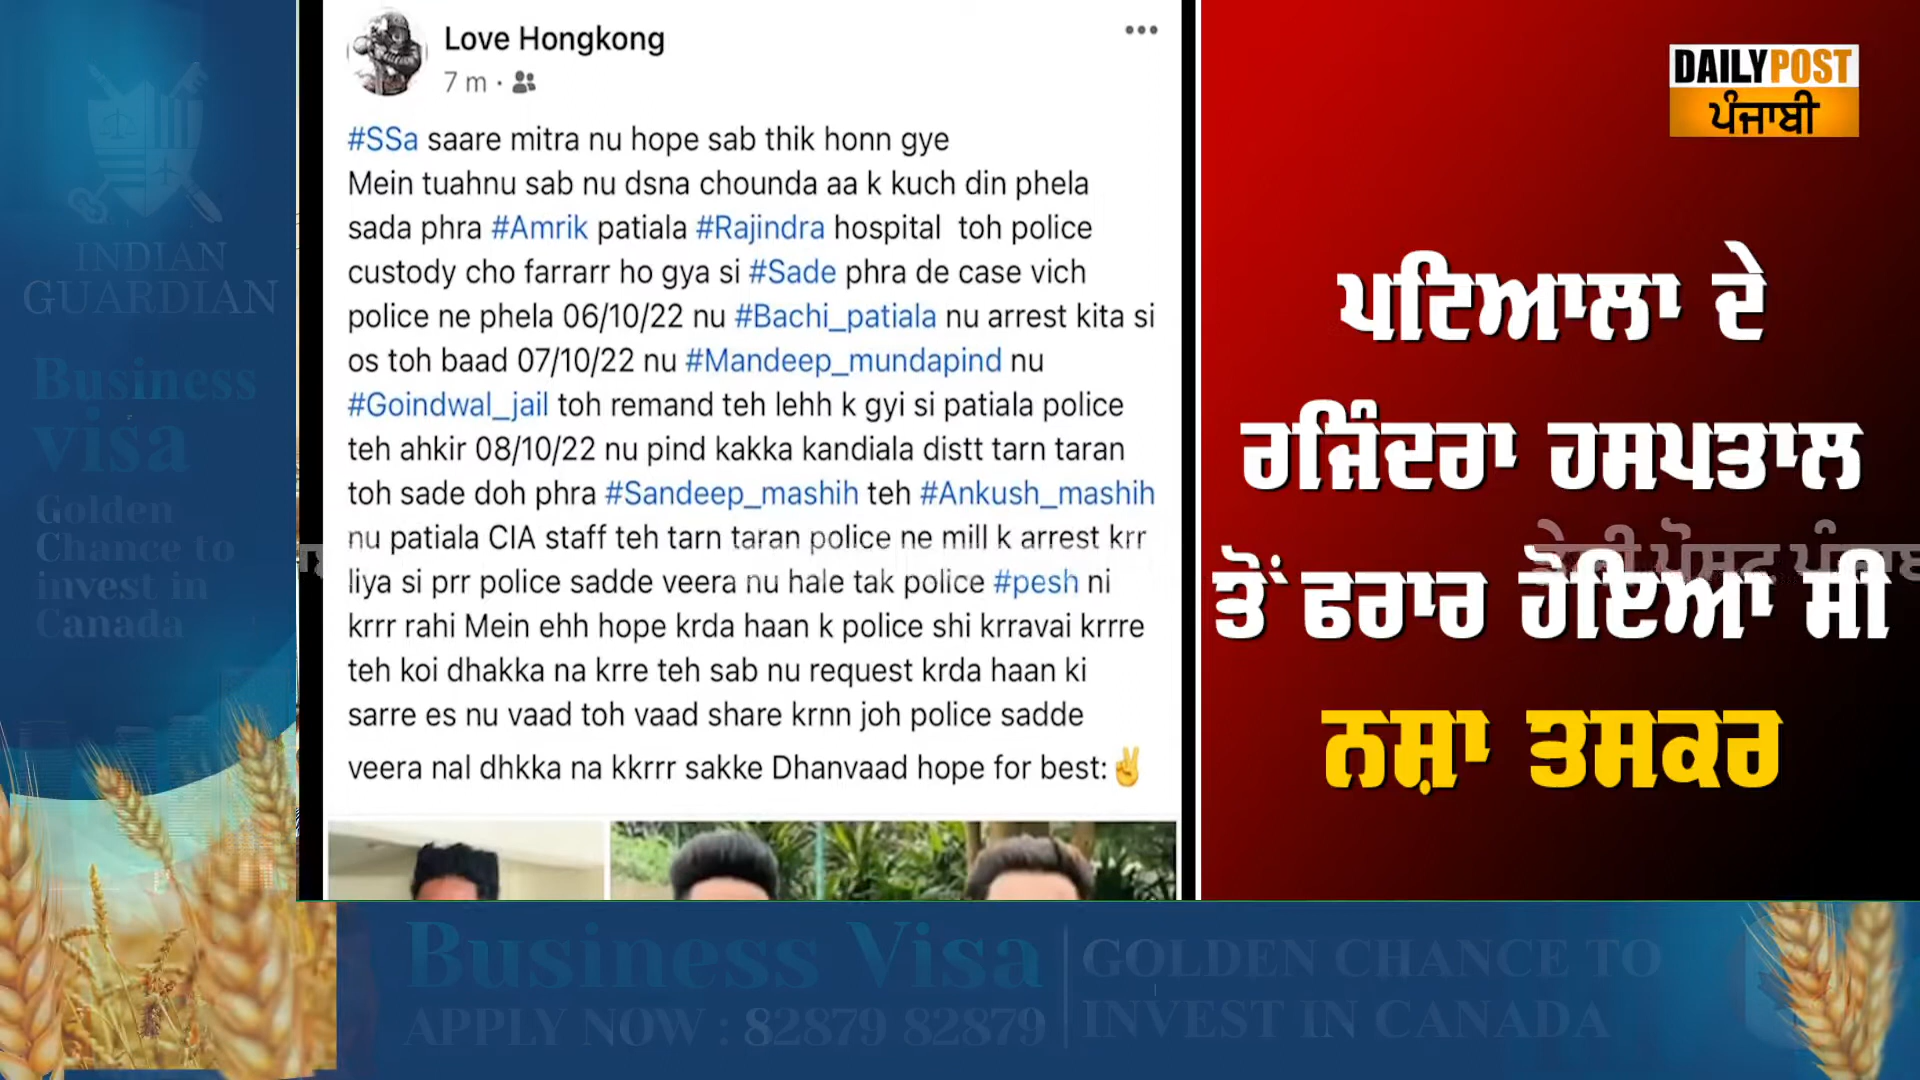 INDIAN
GUARDIAN
Business
visa
Golden
Chance to
invest in
Canada
Love Hongkong
7 m ·
#SSa saare mitra nu hope sab thik honn gye
Mein tuahnu sab nu dsna chounda aa k kuch din phela
sada phra #Amrik patiala #Rajindra hospital toh police
custody cho farrarr ho gya si #Sade phra de case vich
police ne phela 06/10/22 nu #Bachi_patiala nu arrest kita si
os toh baad 07/10/22 nu #Mandeep_mundapind nu
#Goindwal_jail toh remand teh lehh k gyi si patiala police
teh ahkir 08/10/22 nu pind kakka kandiala distt tarn taran
toh sade doh phra #Sandeep_mashih teh #Ankush_mashih
nu patiala CIA staff teh tarn taran police ne mill k arrest krr
liya si prr police sadde veera nu hale tak police #pesh ni
krrr rahi Mein ehh hope krda haan k police shi krravai krrre
teh koi dhakka na krre teh sab nu request krda haan ki
sarre es nu vaad toh vaad share krnn joh police sadde
veera nal dhkka na kkrrr sakke Dhanvaad hope for best:✌
DAILYPOST
ਪੰਜਾਬੀ
ਪਟਿਆਲਾ ਦੇ
ਰਜਿੰਦਰਾ ਹਸਪਤਾਲ
ਤੋਂ ਫਰਾਰ ਹੋਇਆ ਸੀ
ਨਸ਼ਾ ਤਸਕਰ
ਡੇਲੀ ਪੋਸਟ ਪੰਜਾਬ
Business Visa
APPLY NOW : 82879 82879
GOLDEN CHANCE TO
INVEST IN CANADA